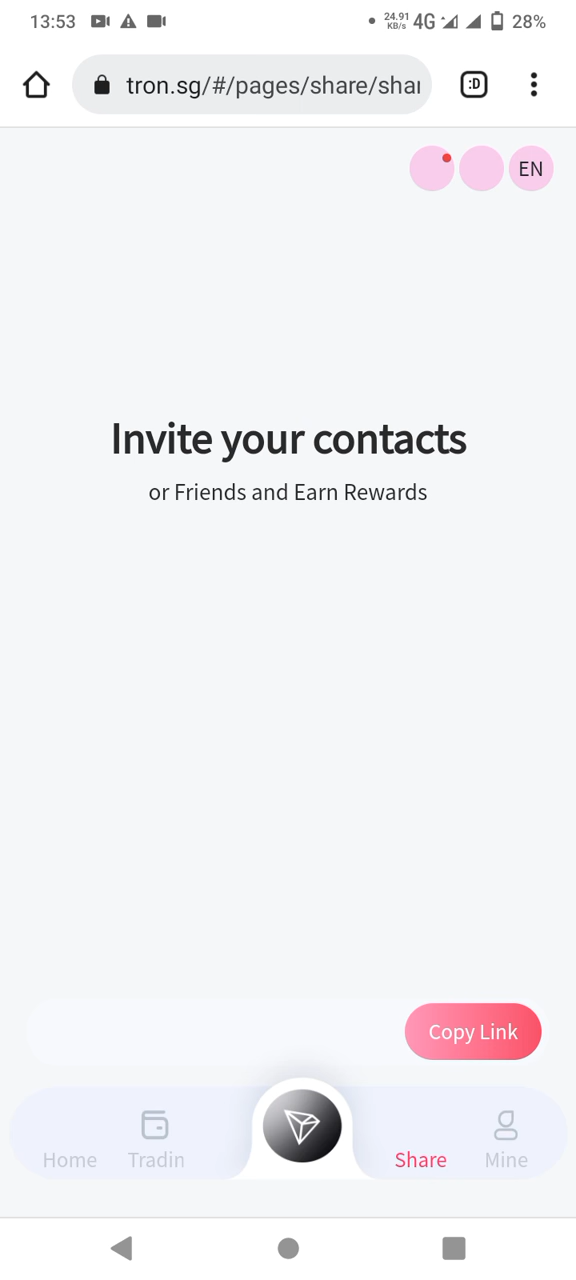 13:53
24.91
KB/s
4G
28%
tron.sg/#/pages/share/shar
:D
EN
Invite your contacts
or Friends and Earn Rewards
Copy Link
Home
Tradin
Share
Mine